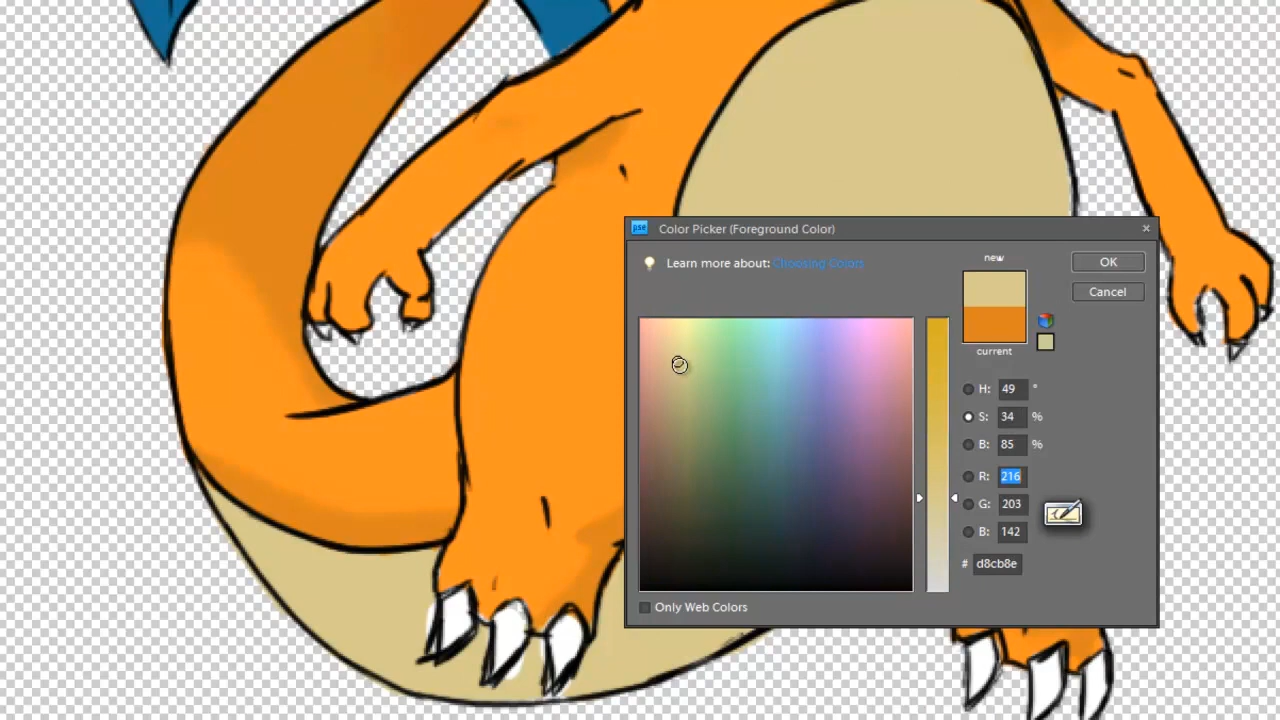 pse Color Picker (Foreground Color) ×
Learn more about: Choosing Colors
new
OK
Cancel
current
H: 49 °
S: 34 %
B: 85 %
R: 216
G: 203
B: 142
# d8cb8e
Only Web Colors